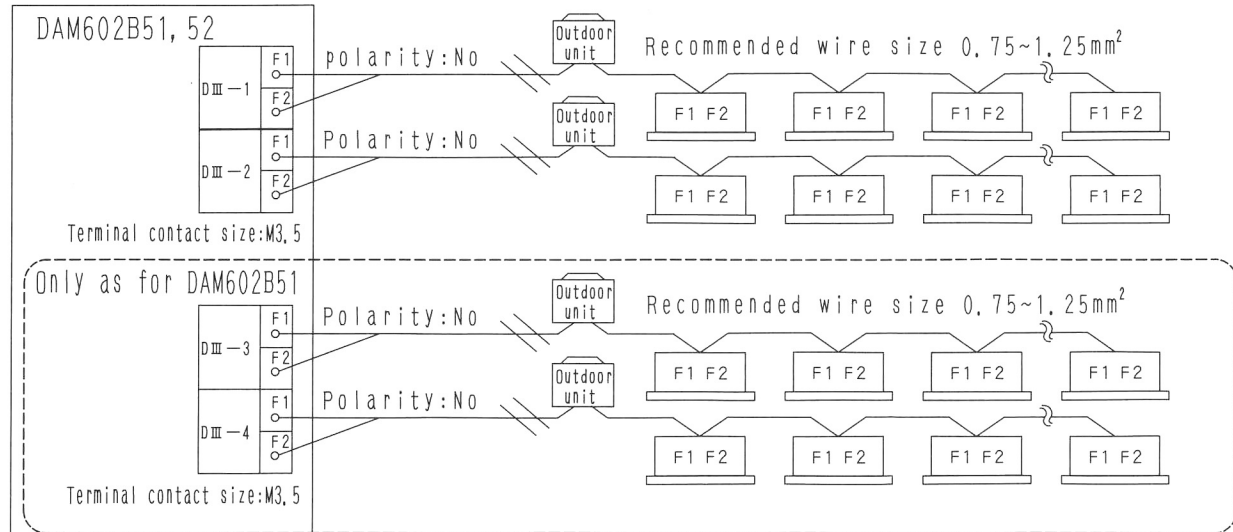 DAM602B51, 52
Outdoor unit
Recommended wire size 0.75~1.25mm²
DⅢ-1 F1 polarity:No
F2
F1 F2 F1 F2 F1 F2 F1 F2
Outdoor unit
DⅢ-2 F1 Polarity:No
F2
F1 F2 F1 F2 F1 F2 F1 F2
Terminal contact size:M3.5
Only as for DAM602B51
Outdoor unit
Recommended wire size 0.75~1.25mm²
DⅢ-3 F1 Polarity:No
F2
F1 F2 F1 F2 F1 F2 F1 F2
Outdoor unit
DⅢ-4 F1 Polarity:No
F2
F1 F2 F1 F2 F1 F2 F1 F2
Terminal contact size:M3.5